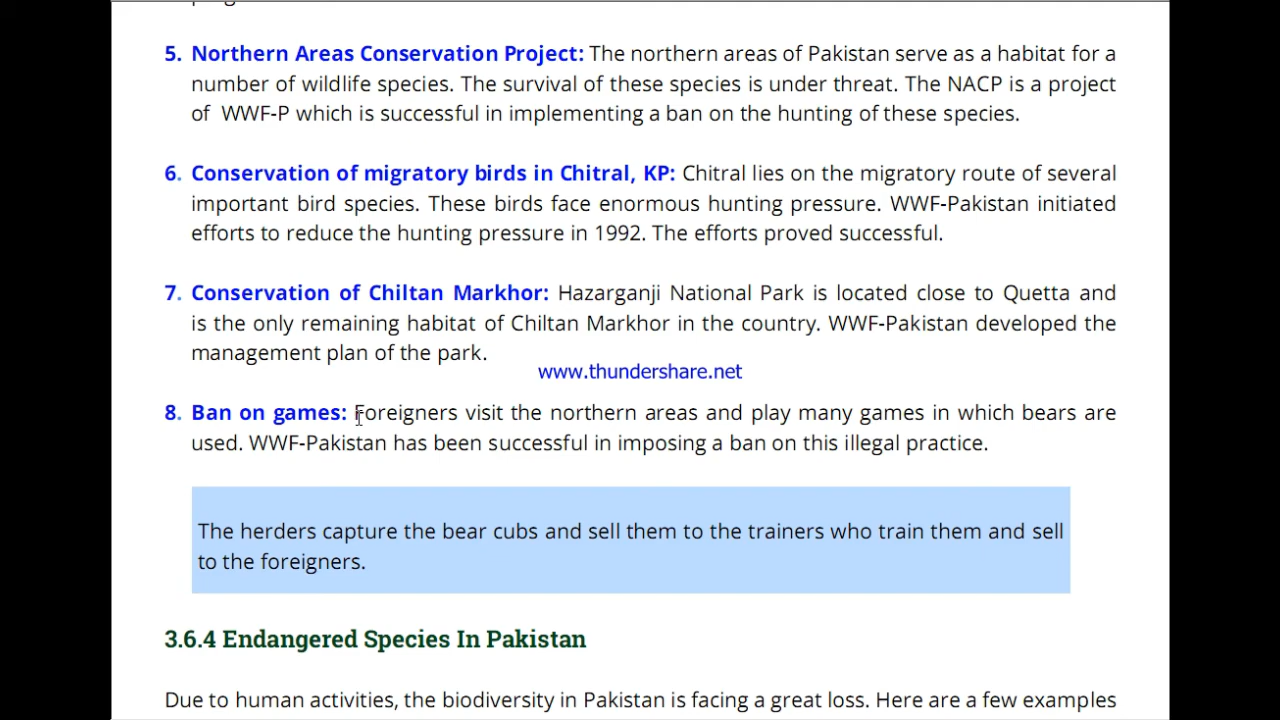 5. Northern Areas Conservation Project: The northern areas of Pakistan serve as a habitat for a
number of wildlife species. The survival of these species is under threat. The NACP is a project
of WWF-P which is successful in implementing a ban on the hunting of these species.
6. Conservation of migratory birds in Chitral, KP: Chitral lies on the migratory route of several
important bird species. These birds face enormous hunting pressure. WWF-Pakistan initiated
efforts to reduce the hunting pressure in 1992. The efforts proved successful.
7. Conservation of Chiltan Markhor: Hazarganji National Park is located close to Quetta and
is the only remaining habitat of Chiltan Markhor in the country. WWF-Pakistan developed the
management plan of the park.
www.thundershare.net
8. Ban on games: Foreigners visit the northern areas and play many games in which bears are
used. WWF-Pakistan has been successful in imposing a ban on this illegal practice.
The herders capture the bear cubs and sell them to the trainers who train them and sell
to the foreigners.
3.6.4 Endangered Species In Pakistan
Due to human activities, the biodiversity in Pakistan is facing a great loss. Here are a few examples